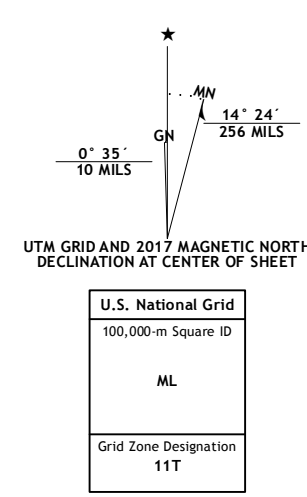 ★
MN
14° 24´
256 MILS
GN
0° 35´
10 MILS
UTM GRID AND 2017 MAGNETIC NORTH
DECLINATION AT CENTER OF SHEET
U.S. National Grid
100,000-m Square ID
ML
Grid Zone Designation
11T